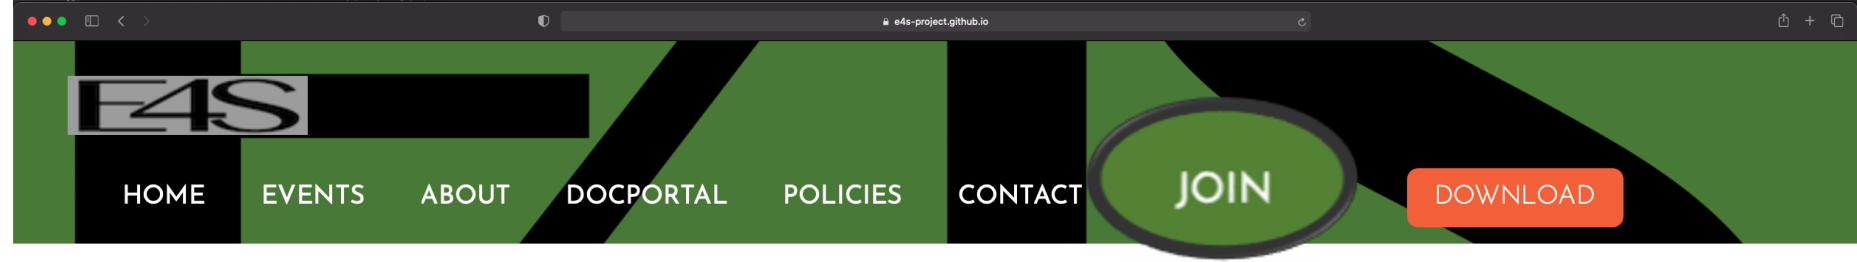 e4s-project.github.io
E4S
HOME EVENTS ABOUT DOCPORTAL POLICIES CONTACT JOIN DOWNLOAD